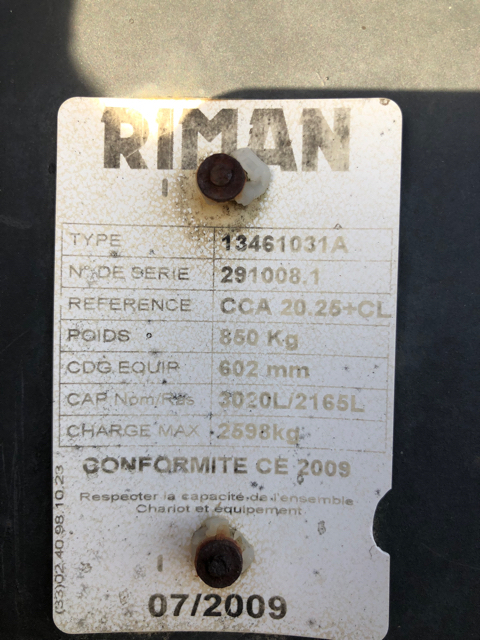 RIMAN
TYPE 13461031A
N° DE SERIE 291008.1
REFERENCE CCA 20.25+CL
POIDS 850 Kg
CDG EQUIP 602 mm
CAP Nom/Ras 3020L/2165L
CHARGE MAX 2598kg
CONFORMITE CE 2009
Respecter la capacité de l'ensemble
Chariot et équipement
07/2009
(33)02.40.98.10.23